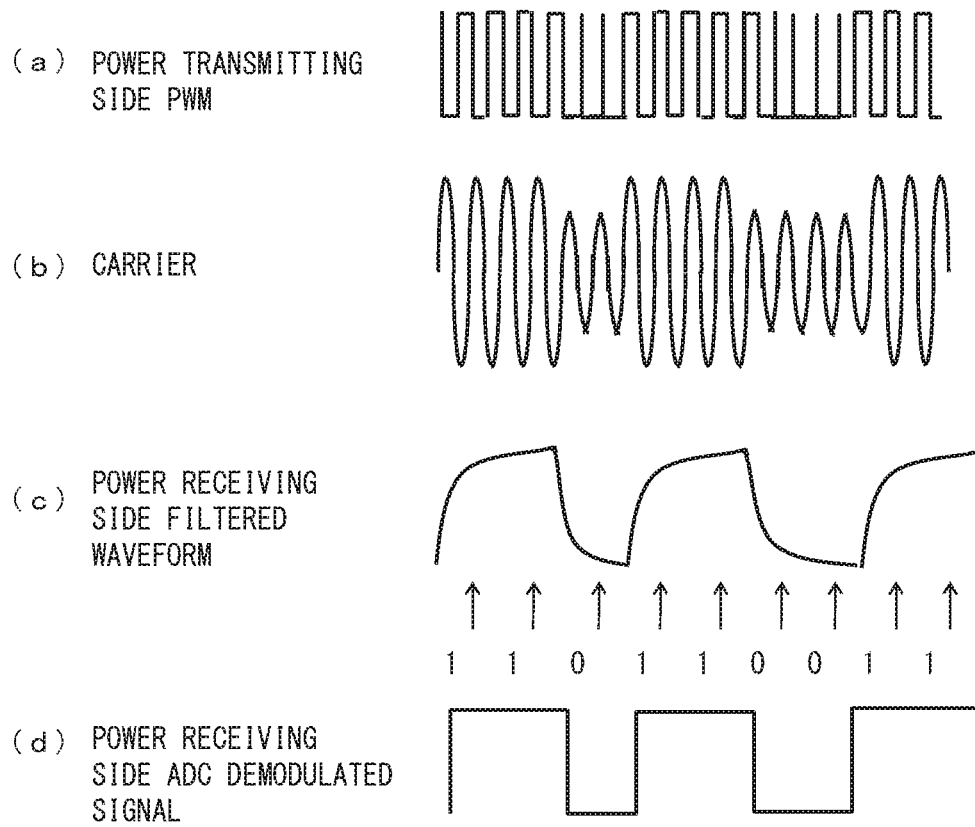 (a) POWER TRANSMITTING
SIDE PWM
(b) CARRIER
(c) POWER RECEIVING
SIDE FILTERED
WAVEFORM
1 1 0 1 1 0 0 1 1
(d) POWER RECEIVING
SIDE ADC DEMODULATED
SIGNAL